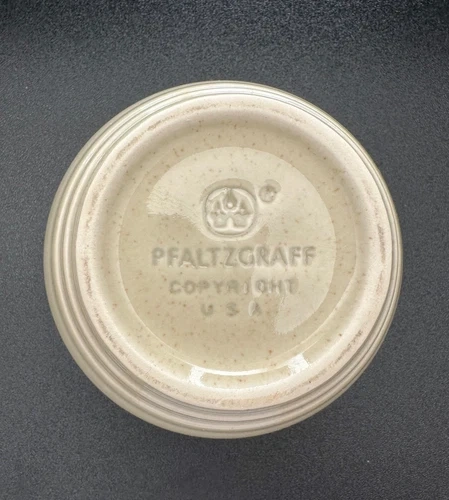 ®
PFALTZGRAFF
COPYRIGHT
U S A